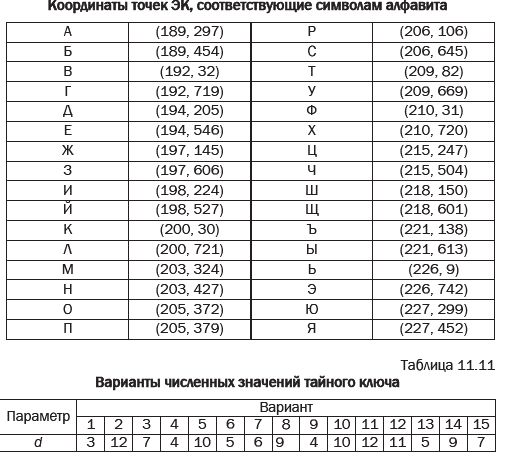 Координаты точек ЭК, соответствующие символам алфавита
А (189, 297) Р (206, 106)
Б (189, 454) С (206, 645)
В (192, 32) Т (209, 82)
Г (192, 719) У (209, 669)
Д (194, 205) Ф (210, 31)
Е (194, 546) Х (210, 720)
Ж (197, 145) Ц (215, 247)
З (197, 606) Ч (215, 504)
И (198, 224) Ш (218, 150)
Й (198, 527) Щ (218, 601)
К (200, 30) Ъ (221, 138)
Л (200, 721) Ы (221, 613)
М (203, 324) Ь (226, 9)
Н (203, 427) Э (226, 742)
О (205, 372) Ю (227, 299)
П (205, 379) Я (227, 452)
Таблица 11.11
Варианты численных значений тайного ключа
Параметр Вариант
1 2 3 4 5 6 7 8 9 10 11 12 13 14 15
d 3 12 7 4 10 5 6 9 4 10 12 11 5 9 7